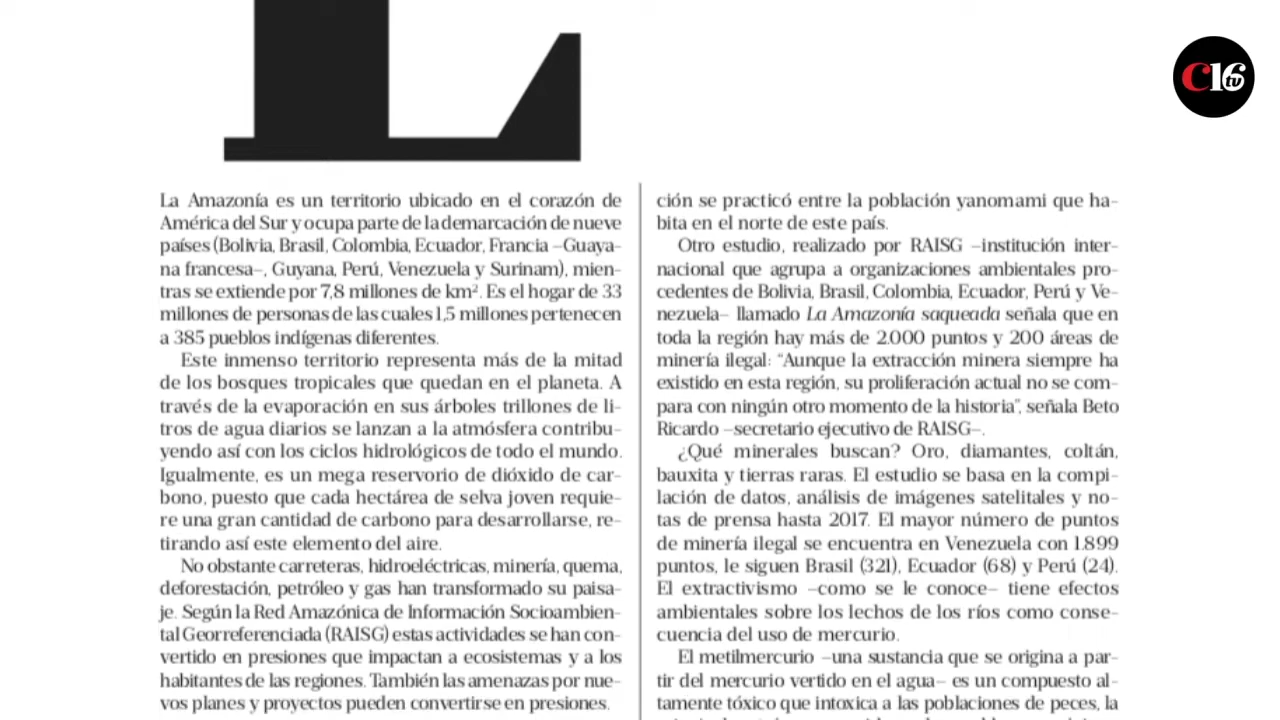 C16
tv
L
La Amazonía es un territorio ubicado en el corazón de
América del Sur y ocupa parte de la demarcación de nueve
países (Bolivia, Brasil, Colombia, Ecuador, Francia –Guaya-
na francesa–, Guyana, Perú, Venezuela y Surinam), mien-
tras se extiende por 7,8 millones de km². Es el hogar de 33
millones de personas de las cuales 1,5 millones pertenecen
a 385 pueblos indígenas diferentes.
Este inmenso territorio representa más de la mitad
de los bosques tropicales que quedan en el planeta. A
través de la evaporación en sus árboles trillones de li-
tros de agua diarios se lanzan a la atmósfera contribu-
yendo así con los ciclos hidrológicos de todo el mundo.
Igualmente, es un mega reservorio de dióxido de car-
bono, puesto que cada hectárea de selva joven requie-
re una gran cantidad de carbono para desarrollarse, re-
tirando así este elemento del aire.
No obstante carreteras, hidroeléctricas, minería, quema,
deforestación, petróleo y gas han transformado su paisa-
je. Según la Red Amazónica de Información Socioambien-
tal Georreferenciada (RAISG) estas actividades se han con-
vertido en presiones que impactan a ecosistemas y a los
habitantes de las regiones. También las amenazas por nue-
vos planes y proyectos pueden convertirse en presiones.
ción se practicó entre la población yanomami que ha-
bita en el norte de este país.
Otro estudio, realizado por RAISG –institución inter-
nacional que agrupa a organizaciones ambientales pro-
cedentes de Bolivia, Brasil, Colombia, Ecuador, Perú y Ve-
nezuela– llamado La Amazonía saqueada señala que en
toda la región hay más de 2.000 puntos y 200 áreas de
minería ilegal: “Aunque la extracción minera siempre ha
existido en esta región, su proliferación actual no se com-
para con ningún otro momento de la historia”, señala Beto
Ricardo –secretario ejecutivo de RAISG–.
¿Qué minerales buscan? Oro, diamantes, coltán,
bauxita y tierras raras. El estudio se basa en la compi-
lación de datos, análisis de imágenes satelitales y no-
tas de prensa hasta 2017. El mayor número de puntos
de minería ilegal se encuentra en Venezuela con 1.899
puntos, le siguen Brasil (321), Ecuador (68) y Perú (24).
El extractivismo –como se le conoce– tiene efectos
ambientales sobre los lechos de los ríos como conse-
cuencia del uso de mercurio.
El metilmercurio –una sustancia que se origina a par-
tir del mercurio vertido en el agua– es un compuesto al-
tamente tóxico que intoxica a las poblaciones de peces, la